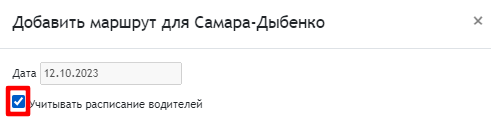 Добавить маршрут для Самара-Дыбенко
Дата 12.10.2023
Учитывать расписание водителей